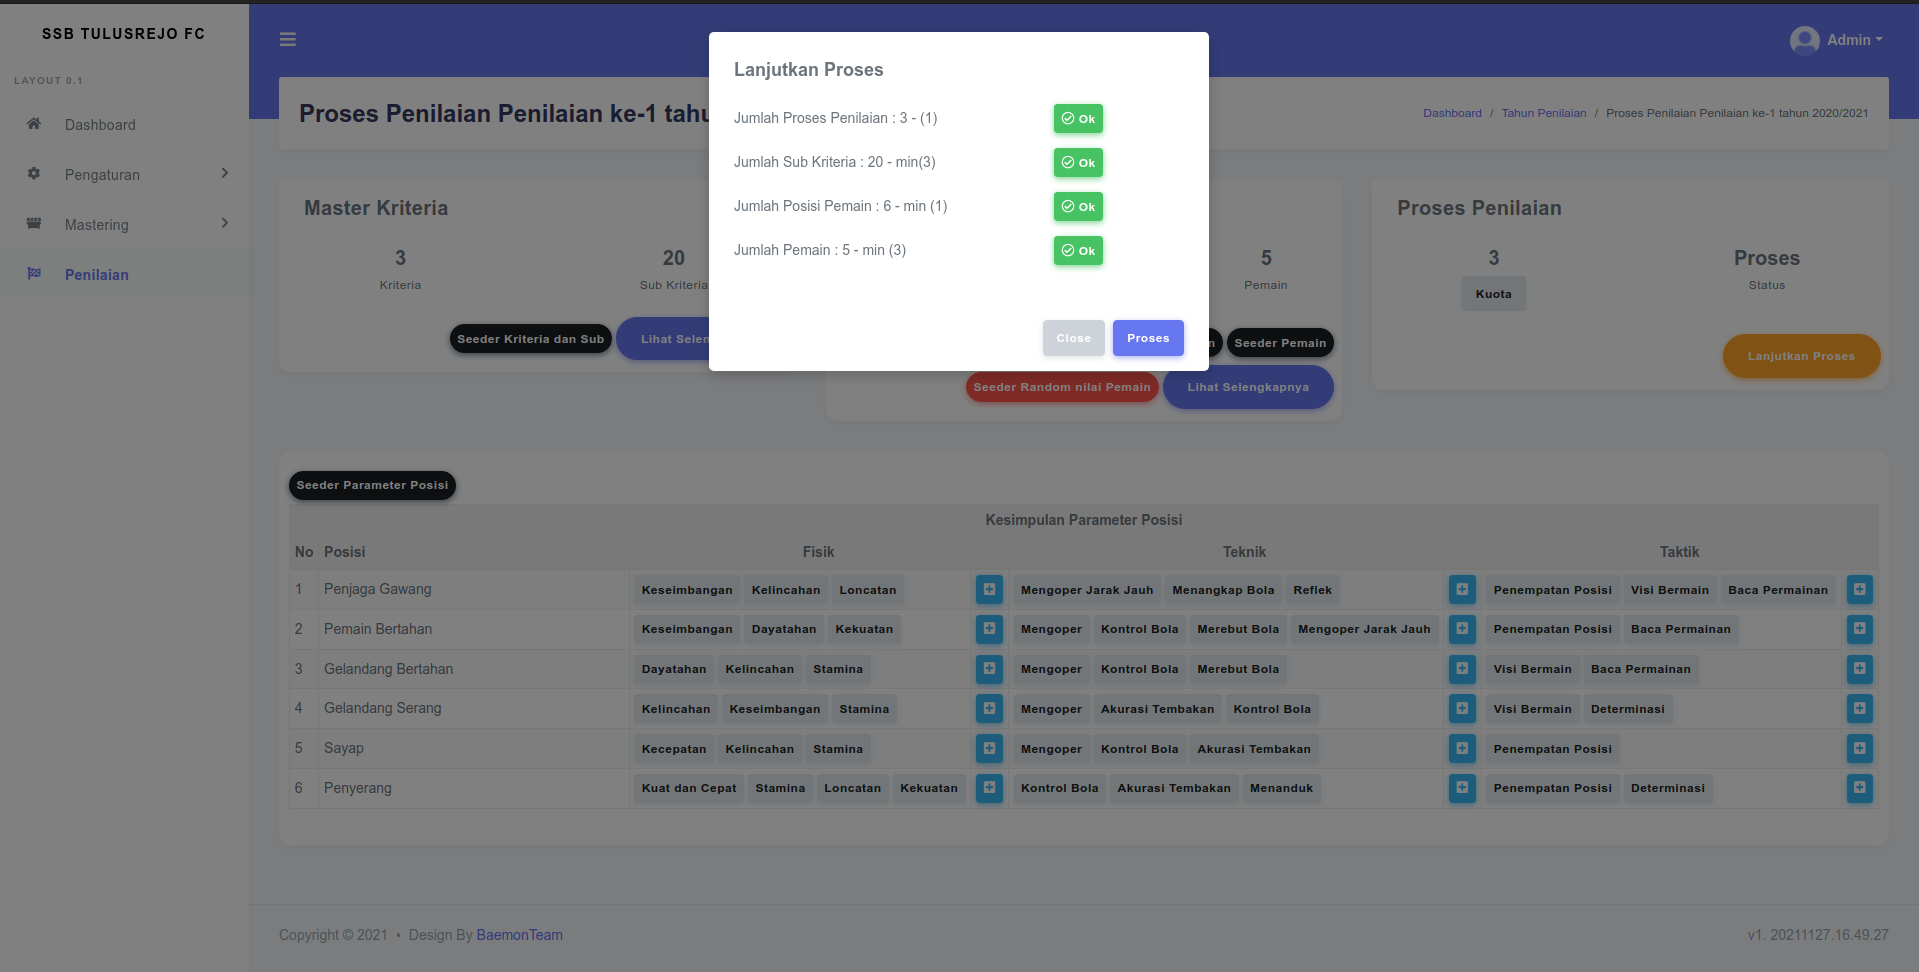 SSB TULUSREJO FC
LAYOUT 0.1
Dashboard
Pengaturan
Mastering
Penilaian
Admin
Proses Penilaian Penilaian ke-1 tahu
Dashboard / Tahun Penilaian / Proses Penilaian Penilaian ke-1 tahun 2020/2021
Lanjutkan Proses
Jumlah Proses Penilaian : 3 - (1) Ok
Jumlah Sub Kriteria : 20 - min(3) Ok
Jumlah Posisi Pemain : 6 - min (1) Ok
Jumlah Pemain : 5 - min (3) Ok
Close Proses
Master Kriteria
3 20
Kriteria Sub Kriteria
Seeder Kriteria dan Sub Lihat Selen
5
Pemain
n Seeder Pemain
Seeder Random nilai Pemain Lihat Selengkapnya
Proses Penilaian
3 Proses
Kuota Status
Lanjutkan Proses
Seeder Parameter Posisi
Kesimpulan Parameter Posisi
No Posisi Fisik Teknik Taktik
1 Penjaga Gawang Keseimbangan Kelincahan Loncatan Mengoper Jarak Jauh Menangkap Bola Reflek Penempatan Posisi Visi Bermain Baca Permainan
2 Pemain Bertahan Keseimbangan Dayatahan Kekuatan Mengoper Kontrol Bola Merebut Bola Mengoper Jarak Jauh Penempatan Posisi Baca Permainan
3 Gelandang Bertahan Dayatahan Kelincahan Stamina Mengoper Kontrol Bola Merebut Bola Visi Bermain Baca Permainan
4 Gelandang Serang Kelincahan Keseimbangan Stamina Mengoper Akurasi Tembakan Kontrol Bola Visi Bermain Determinasi
5 Sayap Kecepatan Kelincahan Stamina Mengoper Kontrol Bola Akurasi Tembakan Penempatan Posisi
6 Penyerang Kuat dan Cepat Stamina Loncatan Kekuatan Kontrol Bola Akurasi Tembakan Menanduk Penempatan Posisi Determinasi
Copyright © 2021 • Design By BaemonTeam
v1. 20211127.16.49.27